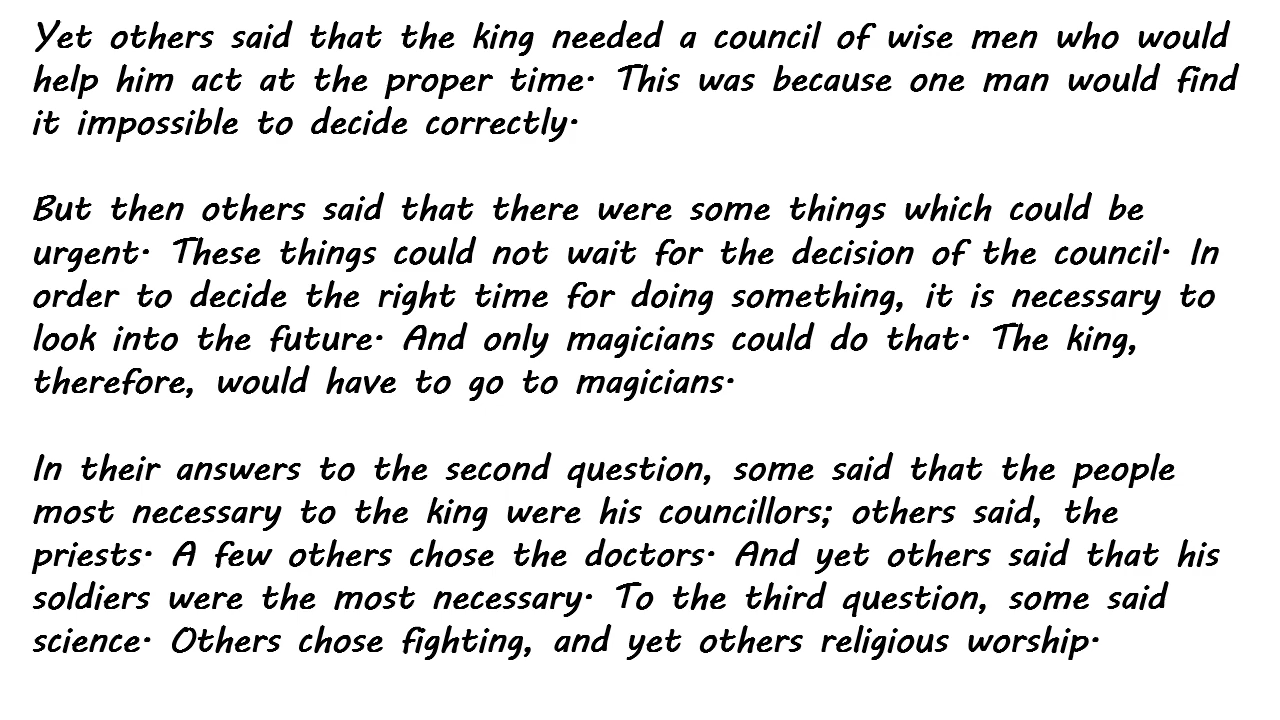 Yet others said that the king needed a council of wise men who would
help him act at the proper time. This was because one man would find
it impossible to decide correctly.
But then others said that there were some things which could be
urgent. These things could not wait for the decision of the council. In
order to decide the right time for doing something, it is necessary to
look into the future. And only magicians could do that. The king,
therefore, would have to go to magicians.
In their answers to the second question, some said that the people
most necessary to the king were his councillors; others said, the
priests. A few others chose the doctors. And yet others said that his
soldiers were the most necessary. To the third question, some said
science. Others chose fighting, and yet others religious worship.